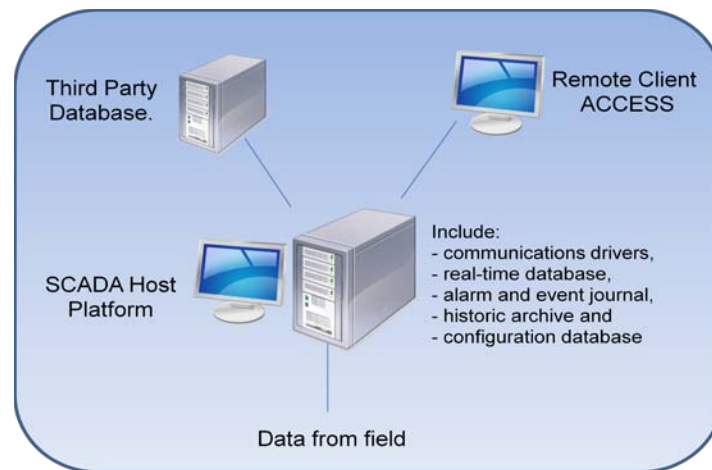 Third Party
Database.
Remote Client
ACCESS
SCADA Host
Platform
Include:
- communications drivers,
- real-time database,
- alarm and event journal,
- historic archive and
- configuration database
Data from field